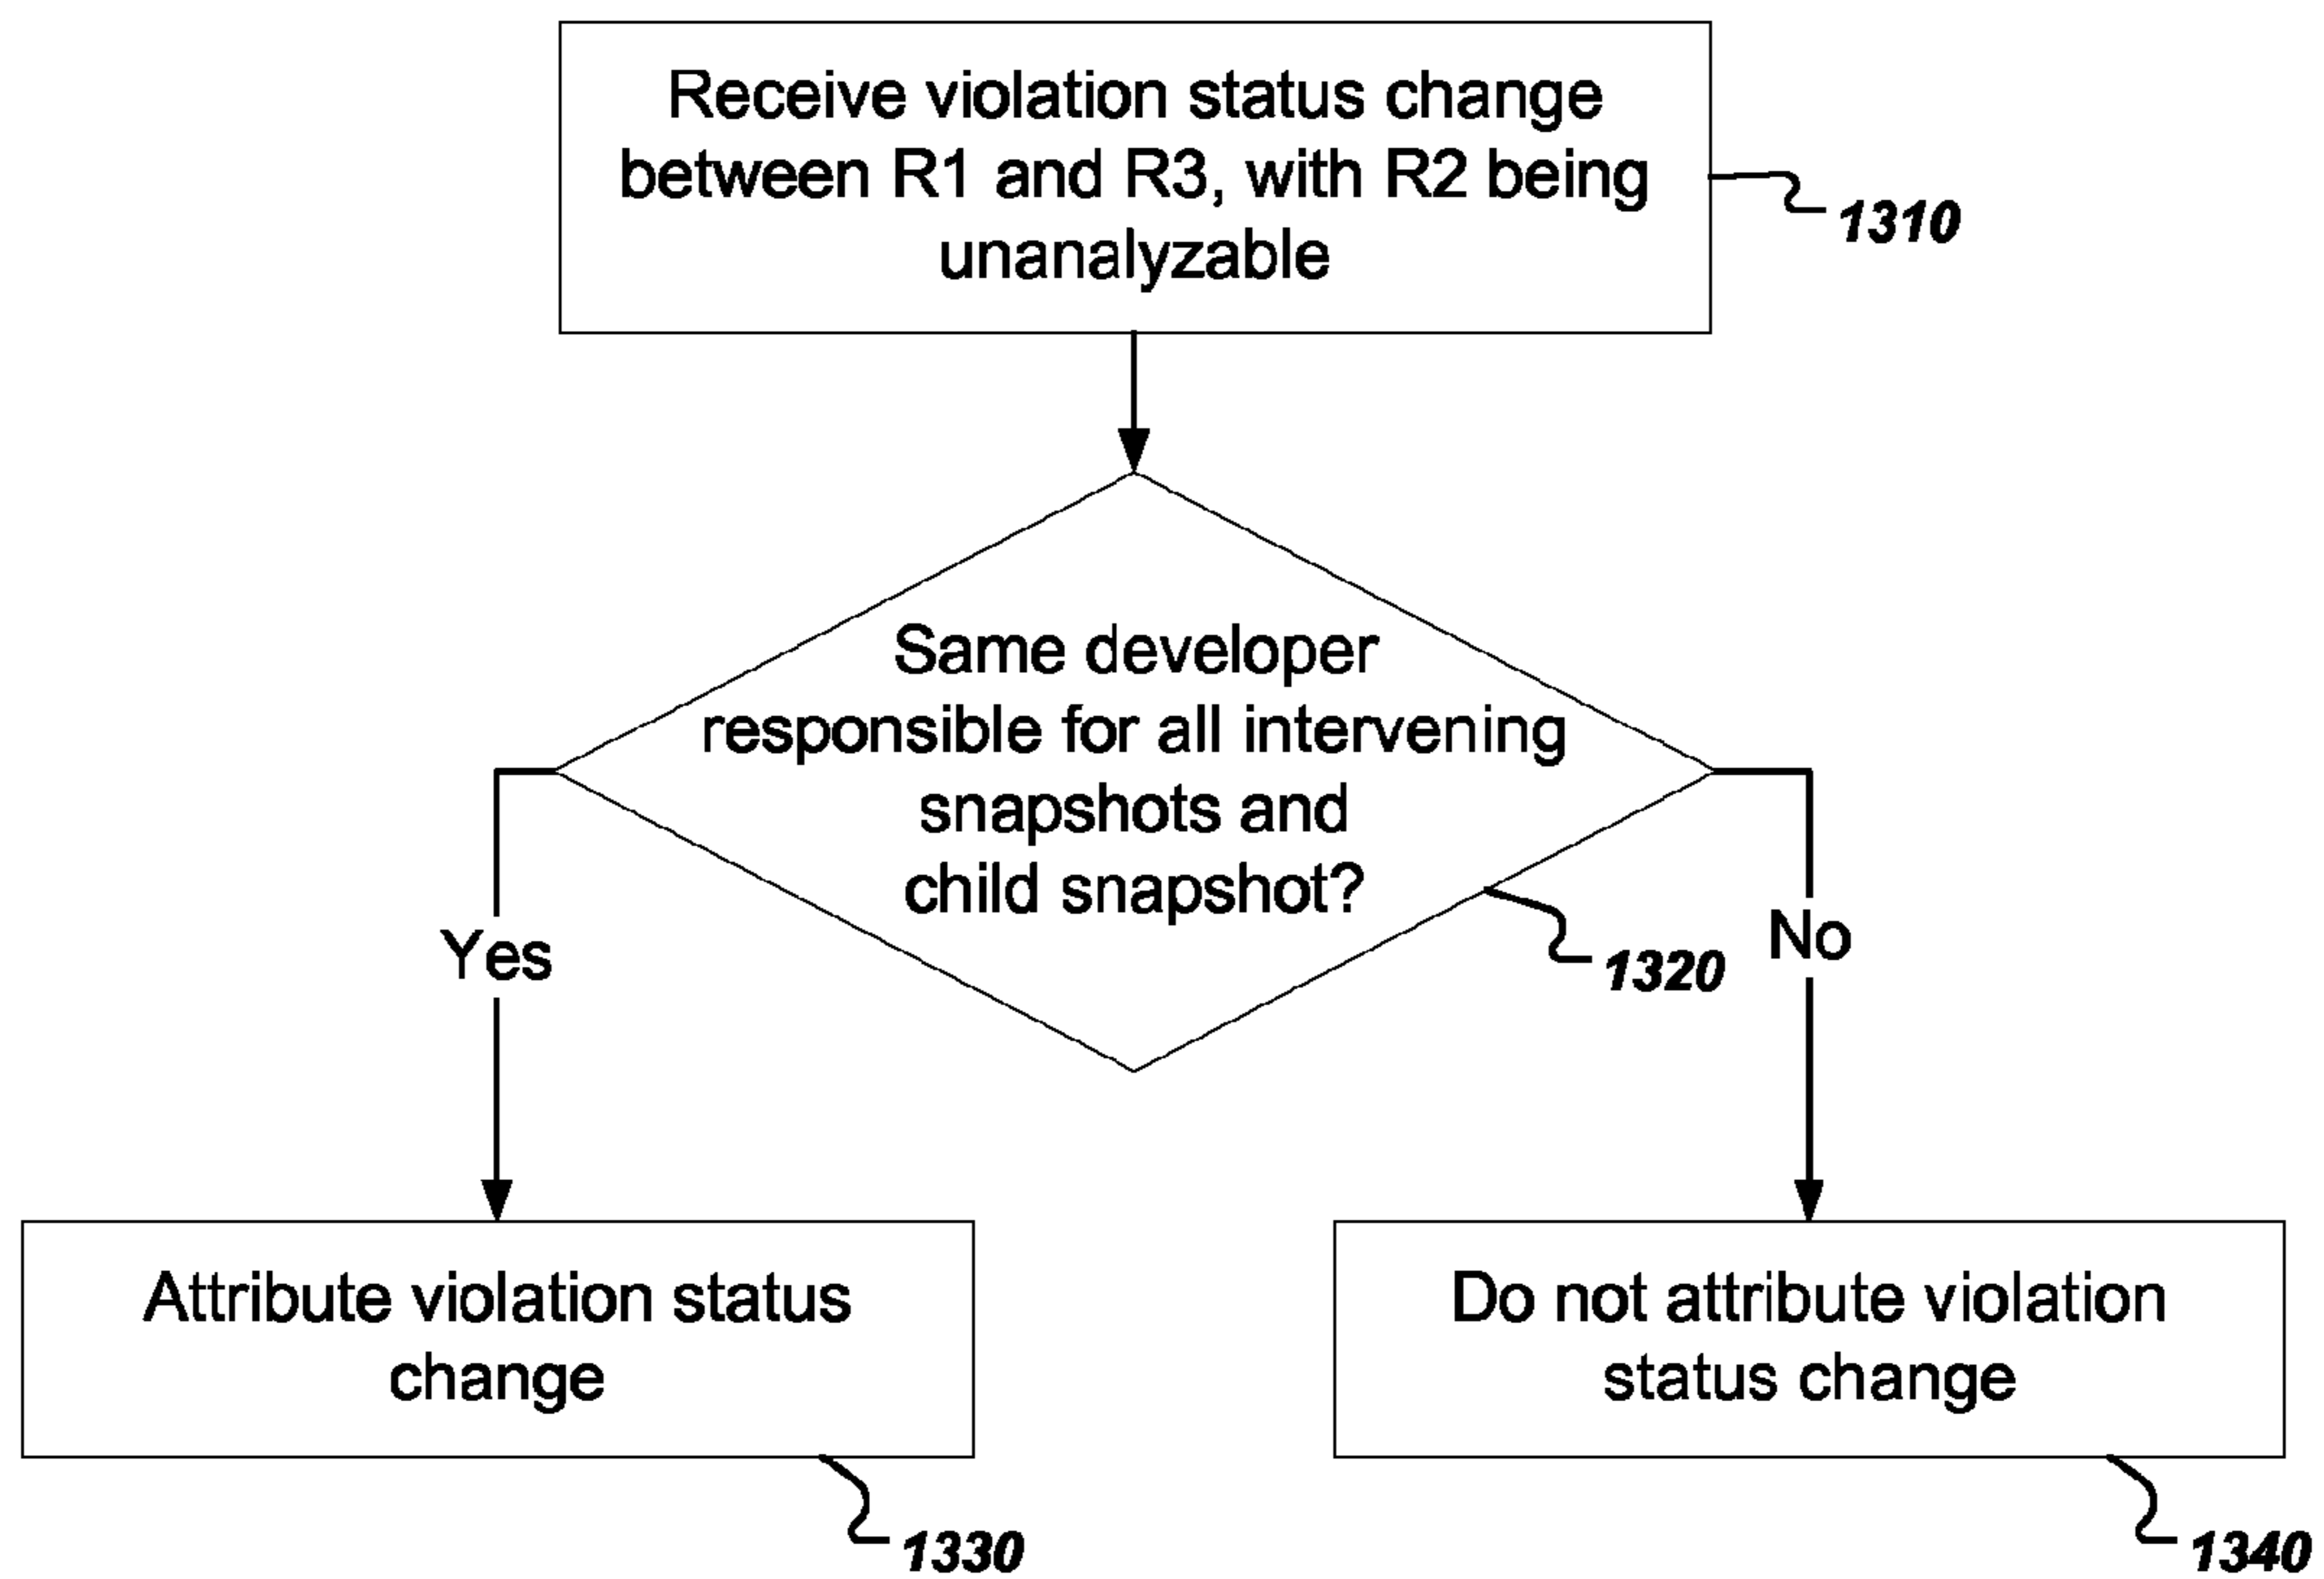 Receive violation status change
between R1 and R3, with R2 being
unanalyzable
1310
Same developer
responsible for all intervening
snapshots and
child snapshot?
Yes
1320
No
Attribute violation status
change
1330
Do not attribute violation
status change
1340